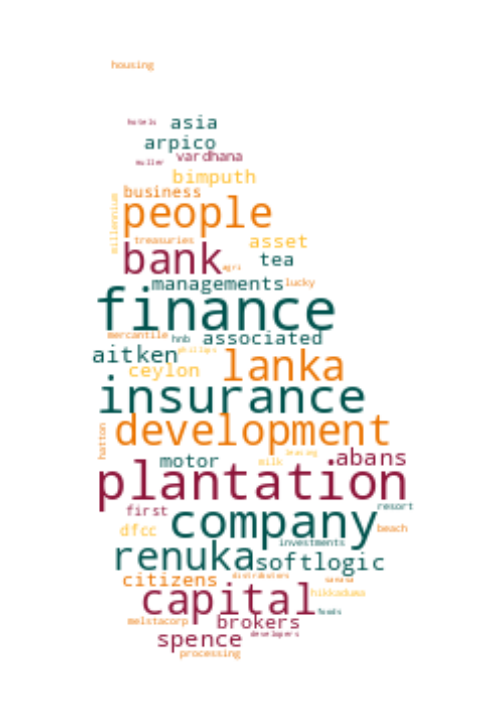 housing
hotels asia
arpico
muller vardhana
bimputh
business
millennium people
treasuries asset
bank tea
agri
managements lucky
finance
mercantile hnb associated
aitken phillips
ceylon lanka
insurance
hatton development
leasing
motor milk abans
plantation
first resort
dfcc company beach
investments
renuka softlogic
citizens distributors sanasa
capital hikkaduwa
foods
melstacorp brokers
spence developers
processing